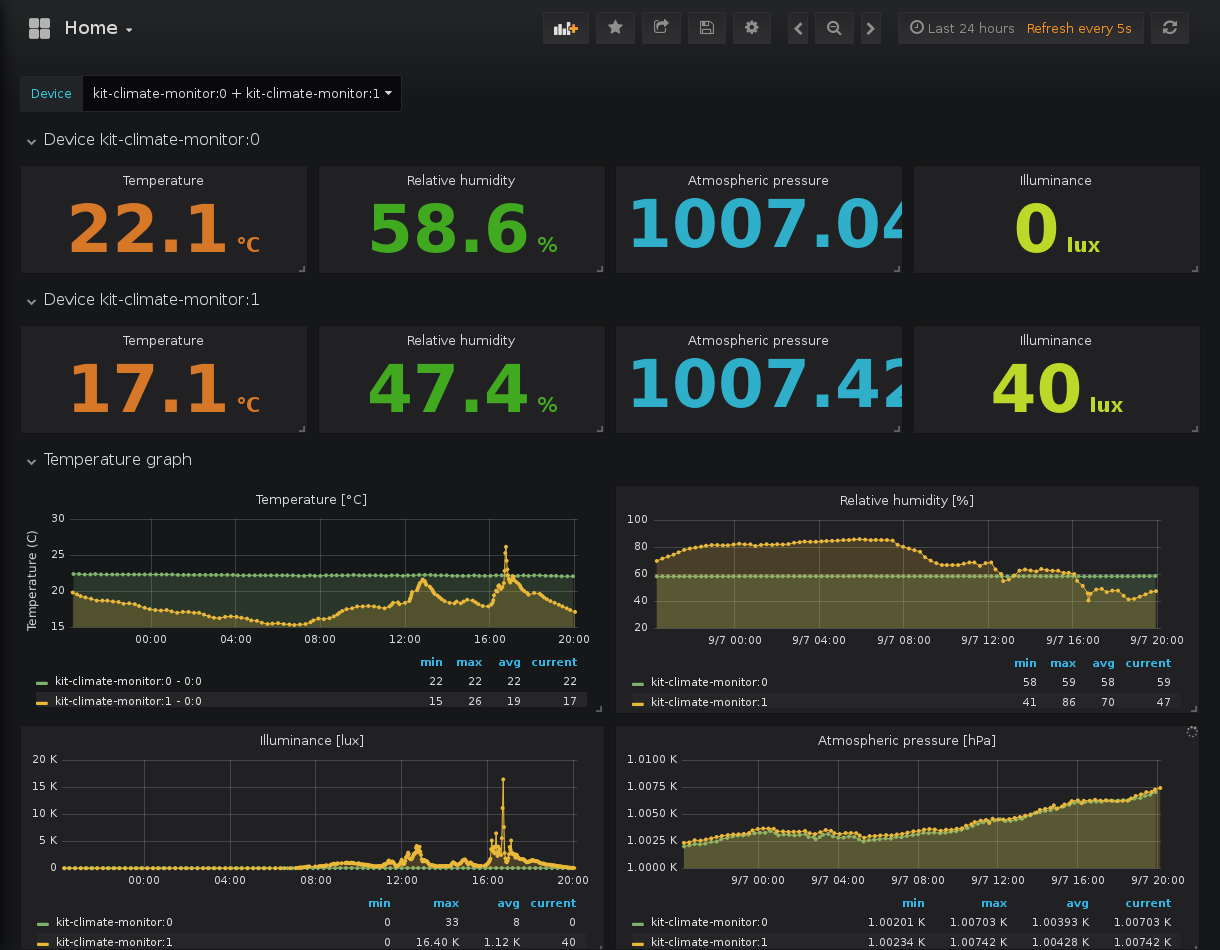 Home
Last 24 hours Refresh every 5s
Device kit-climate-monitor:0 + kit-climate-monitor:1
Device kit-climate-monitor:0
Temperature
22.1 °C
Relative humidity
58.6 %
Atmospheric pressure
1007.04
Illuminance
0 lux
Device kit-climate-monitor:1
Temperature
17.1 °C
Relative humidity
47.4 %
Atmospheric pressure
1007.42
Illuminance
40 lux
Temperature graph
Temperature [°C]
Temperature (C)
30
25
20
15
00:00 04:00 08:00 12:00 16:00 20:00
min max avg current
kit-climate-monitor:0 - 0:0 22 22 22 22
kit-climate-monitor:1 - 0:0 15 26 19 17
Relative humidity [%]
100
80
60
40
20
9/7 00:00 9/7 04:00 9/7 08:00 9/7 12:00 9/7 16:00 9/7 20:00
min max avg current
kit-climate-monitor:0 58 59 58 59
kit-climate-monitor:1 41 86 70 47
Illuminance [lux]
20 K
15 K
10 K
5 K
0
00:00 04:00 08:00 12:00 16:00 20:00
min max avg current
kit-climate-monitor:0 0 33 8 0
kit-climate-monitor:1 0 16.40 K 1.12 K 40
Atmospheric pressure [hPa]
1.0100 K
1.0075 K
1.0050 K
1.0025 K
1.0000 K
9/7 00:00 9/7 04:00 9/7 08:00 9/7 12:00 9/7 16:00 9/7 20:00
min max avg current
kit-climate-monitor:0 1.00201 K 1.00703 K 1.00393 K 1.00703 K
kit-climate-monitor:1 1.00234 K 1.00742 K 1.00428 K 1.00742 K